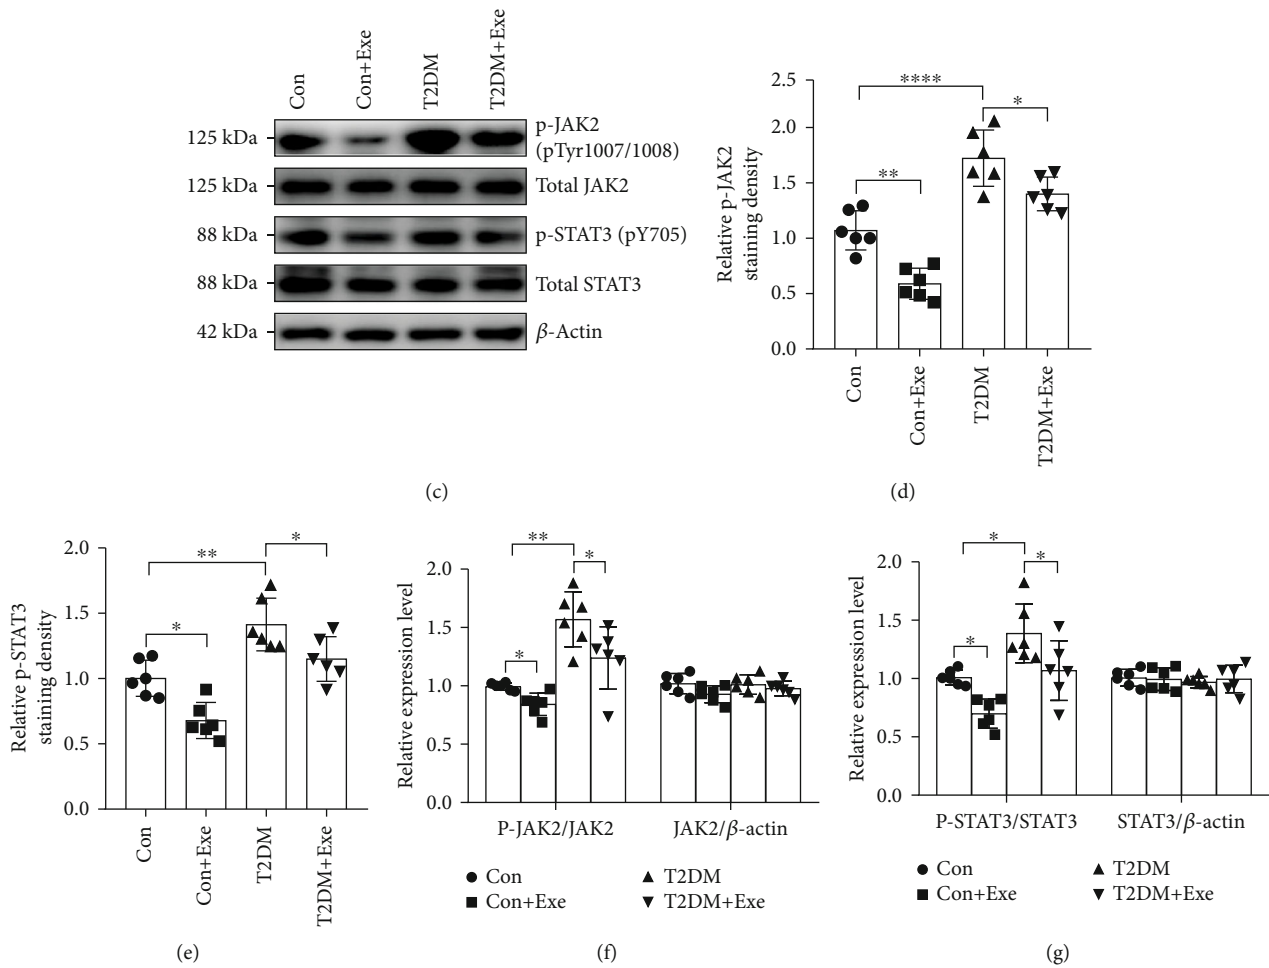 Con
Con+Exe
T2DM
T2DM+Exe
125 kDa
p-JAK2
(pTyr1007/1008)
125 kDa
Total JAK2
88 kDa
p-STAT3 (pY705)
88 kDa
Total STAT3
42 kDa
β-Actin
(c)
Relative p-JAK2
staining density
2.5
2.0
1.5
1.0
0.5
0.0
****
**
*
Con
Con+Exe
T2DM
T2DM+Exe
(d)
Relative p-STAT3
staining density
2.0
1.5
1.0
0.5
0.0
**
*
*
Con
Con+Exe
T2DM
T2DM+Exe
(e)
Relative expression level
2.0
1.5
1.0
0.5
0.0
**
*
*
P-JAK2/JAK2
JAK2/β-actin
Con
Con+Exe
T2DM
T2DM+Exe
(f)
Relative expression level
2.0
1.5
1.0
0.5
0.0
*
*
*
P-STAT3/STAT3
STAT3/β-actin
Con
Con+Exe
T2DM
T2DM+Exe
(g)